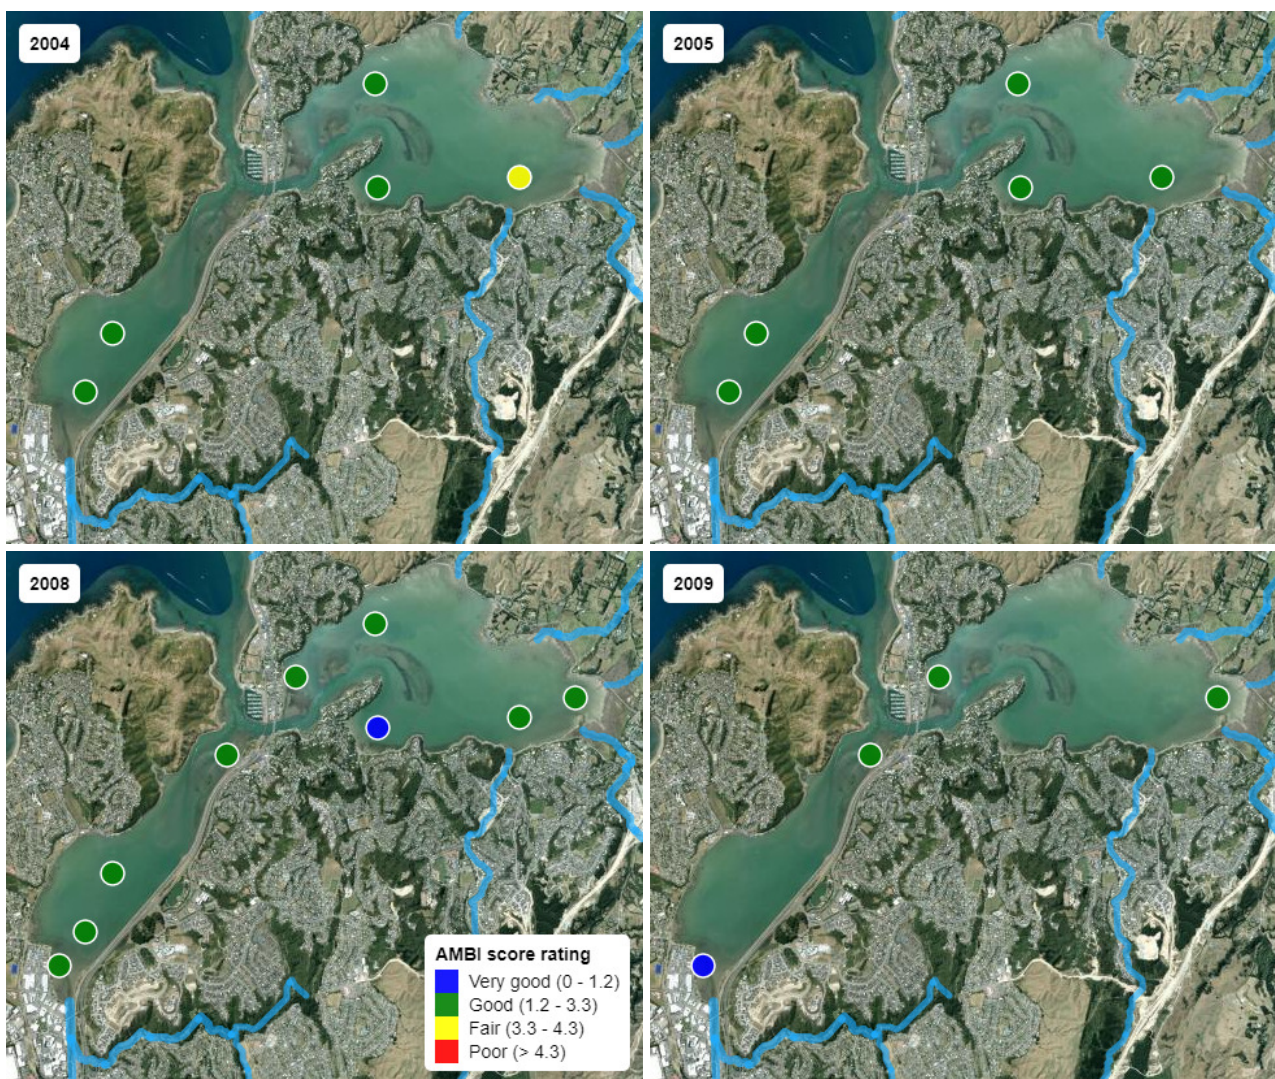 2004
2005
2008
2009
AMBI score rating
Very good (0 - 1.2)
Good (1.2 - 3.3)
Fair (3.3 - 4.3)
Poor (> 4.3)